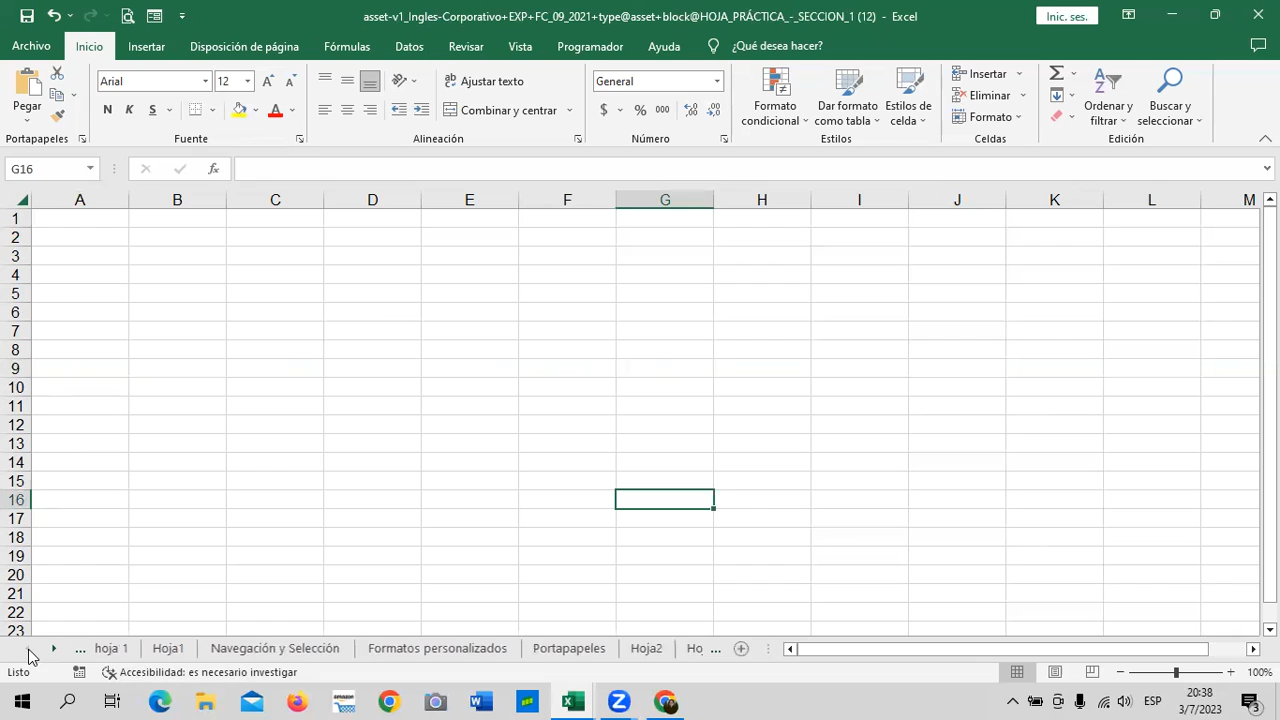 asset-v1_Ingles-Corporativo+EXP+FC_09_2021+type@asset+block@HOJA_PRÁCTICA_-_SECCION_1 (12) - Excel
Inic. ses.
Archivo Inicio Insertar Disposición de página Fórmulas Datos Revisar Vista Programador Ayuda ¿Qué desea hacer?
Pegar
Portapapeles
Arial 12
N K S
Fuente
Ajustar texto
Combinar y centrar
Alineación
General
$ % 000
Número
Formato condicional
Dar formato como tabla
Estilos de celda
Estilos
Insertar
Eliminar
Formato
Celdas
Ordenar y filtrar
Buscar y seleccionar
Edición
G16 fx
A B C D E F G H I J K L M
1
2
3
4
5
6
7
8
9
10
11
12
13
14
15
16
17
18
19
20
21
22
23
... hoja 1 Hoja1 Navegación y Selección Formatos personalizados Portapapeles Hoja2 Ho ...
Listo Accesibilidad: es necesario investigar 100%
ESP 20:38
3/7/2023 3